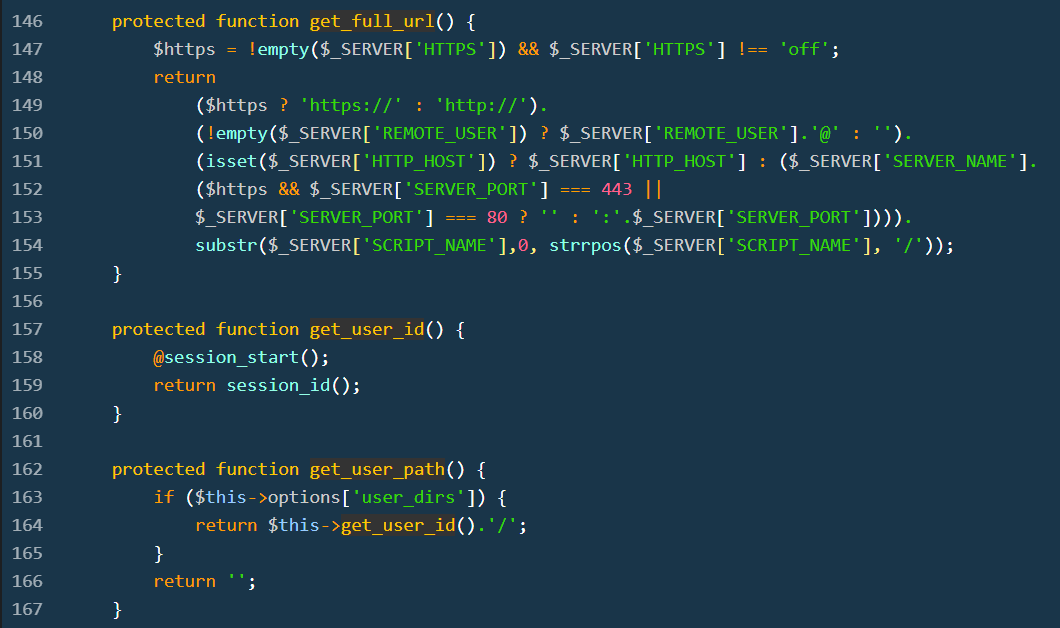 146 protected function get_full_url() {
147 $https = !empty($_SERVER['HTTPS']) && $_SERVER['HTTPS'] !== 'off';
148 return
149 ($https ? 'https://' : 'http://').
150 (!empty($_SERVER['REMOTE_USER']) ? $_SERVER['REMOTE_USER'].'@' : '').
151 (isset($_SERVER['HTTP_HOST']) ? $_SERVER['HTTP_HOST'] : ($_SERVER['SERVER_NAME'].
152 ($https && $_SERVER['SERVER_PORT'] === 443 ||
153 $_SERVER['SERVER_PORT'] === 80 ? '' : ':'.$_SERVER['SERVER_PORT']))).
154 substr($_SERVER['SCRIPT_NAME'],0, strrpos($_SERVER['SCRIPT_NAME'], '/'));
155 }
156
157 protected function get_user_id() {
158 @session_start();
159 return session_id();
160 }
161
162 protected function get_user_path() {
163 if ($this->options['user_dirs']) {
164 return $this->get_user_id().'/';
165 }
166 return '';
167 }